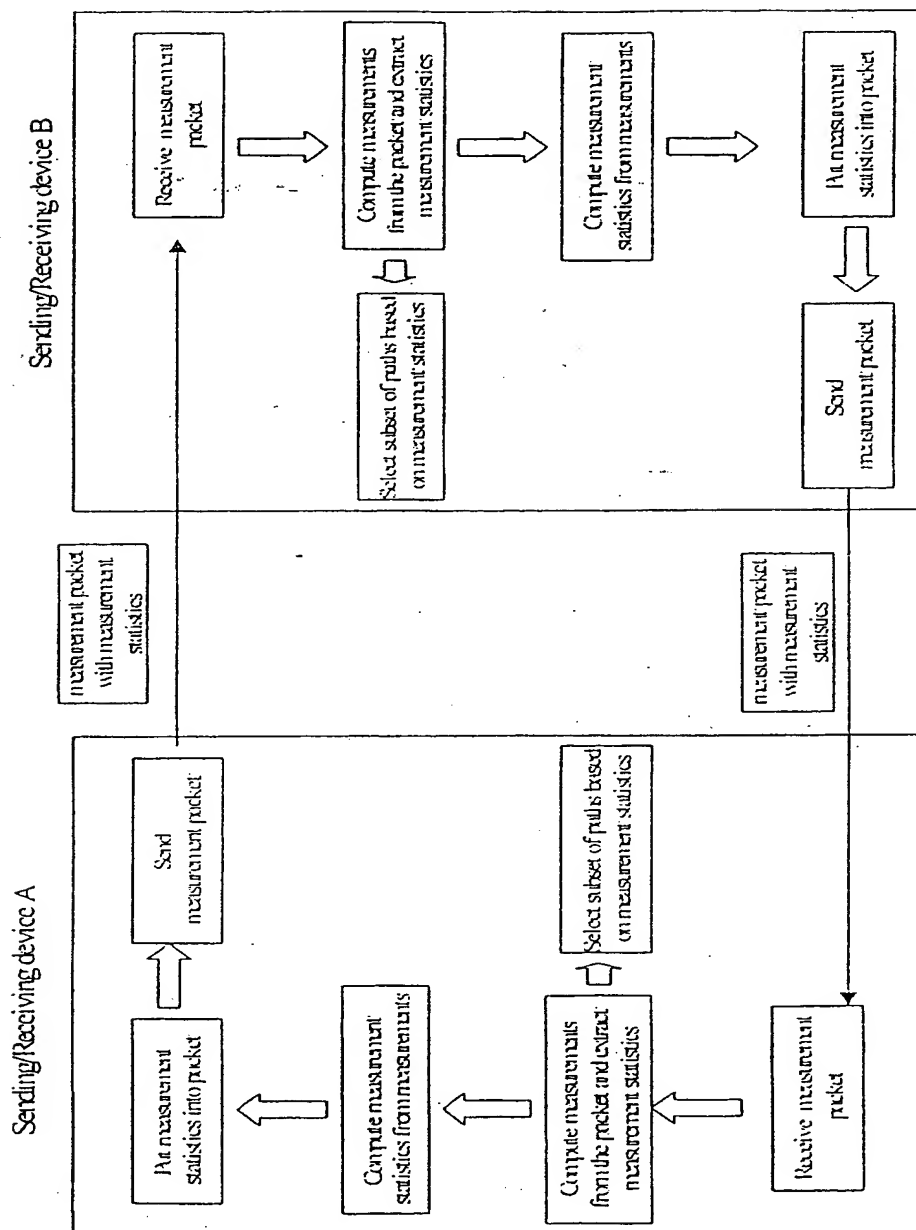 Sending/Receiving device A
Put measurement
statistics into packet
Send
measurement packet
Compute measurement
statistics from measurements
Compute measurements
from the packet and extract
measurement statistics
Select subset of paths based
on measurement statistics
Receive measurement
packet
measurement packet
with measurement
statistics
measurement packet
with measurement
statistics
Sending/Receiving device B
Receive measurement
packet
Compute measurements
from the packet and extract
measurement statistics
Select subset of paths based
on measurement statistics
Compute measurement
statistics from measurements
Put measurement
statistics into packet
Send
measurement packet